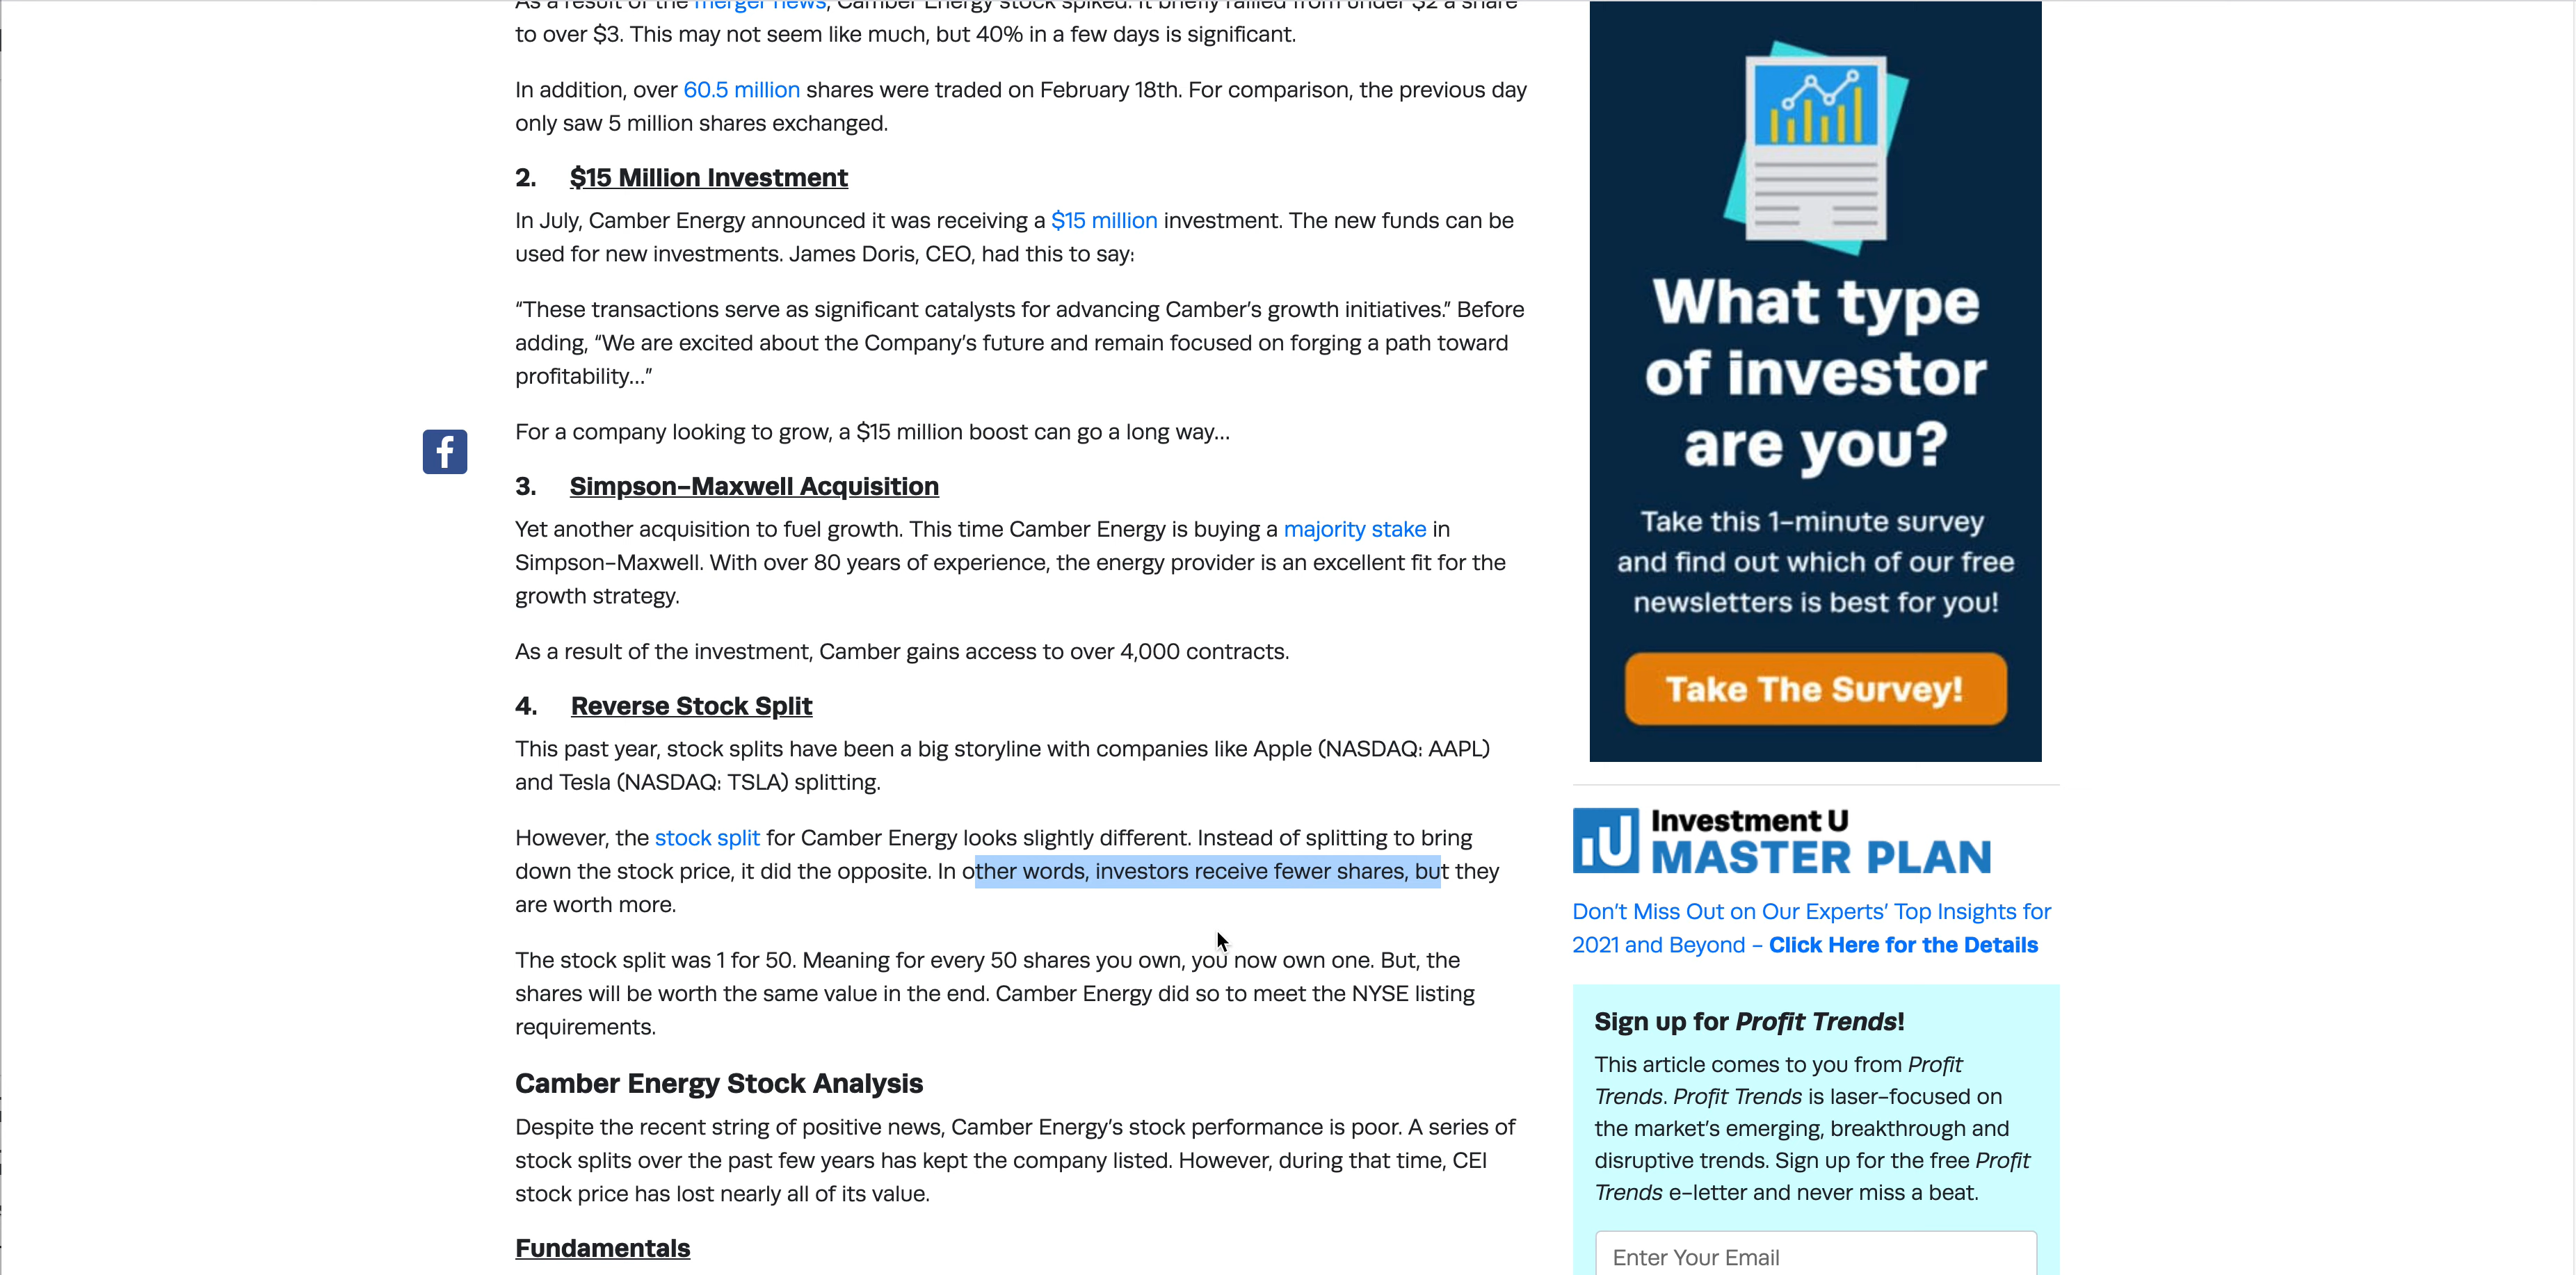 As a result of the merger news, Camber Energy stock spiked. It briefly rallied from under $2 a share
to over $3. This may not seem like much, but 40% in a few days is significant.
In addition, over 60.5 million shares were traded on February 18th. For comparison, the previous day
only saw 5 million shares exchanged.
2. $15 Million Investment
In July, Camber Energy announced it was receiving a $15 million investment. The new funds can be
used for new investments. James Doris, CEO, had this to say:
“These transactions serve as significant catalysts for advancing Camber’s growth initiatives.” Before
adding, “We are excited about the Company’s future and remain focused on forging a path toward
profitability…”
For a company looking to grow, a $15 million boost can go a long way…
3. Simpson-Maxwell Acquisition
Yet another acquisition to fuel growth. This time Camber Energy is buying a majority stake in
Simpson-Maxwell. With over 80 years of experience, the energy provider is an excellent fit for the
growth strategy.
As a result of the investment, Camber gains access to over 4,000 contracts.
4. Reverse Stock Split
This past year, stock splits have been a big storyline with companies like Apple (NASDAQ: AAPL)
and Tesla (NASDAQ: TSLA) splitting.
However, the stock split for Camber Energy looks slightly different. Instead of splitting to bring
down the stock price, it did the opposite. In other words, investors receive fewer shares, but they
are worth more.
The stock split was 1 for 50. Meaning for every 50 shares you own, you now own one. But, the
shares will be worth the same value in the end. Camber Energy did so to meet the NYSE listing
requirements.
Camber Energy Stock Analysis
Despite the recent string of positive news, Camber Energy’s stock performance is poor. A series of
stock splits over the past few years has kept the company listed. However, during that time, CEI
stock price has lost nearly all of its value.
Fundamentals
f
What type
of investor
are you?
Take this 1-minute survey
and find out which of our free
newsletters is best for you!
Take The Survey!
IU
Investment U
MASTER PLAN
Don’t Miss Out on Our Experts’ Top Insights for
2021 and Beyond – Click Here for the Details
Sign up for Profit Trends!
This article comes to you from Profit
Trends. Profit Trends is laser-focused on
the market’s emerging, breakthrough and
disruptive trends. Sign up for the free Profit
Trends e-letter and never miss a beat.
Enter Your Email